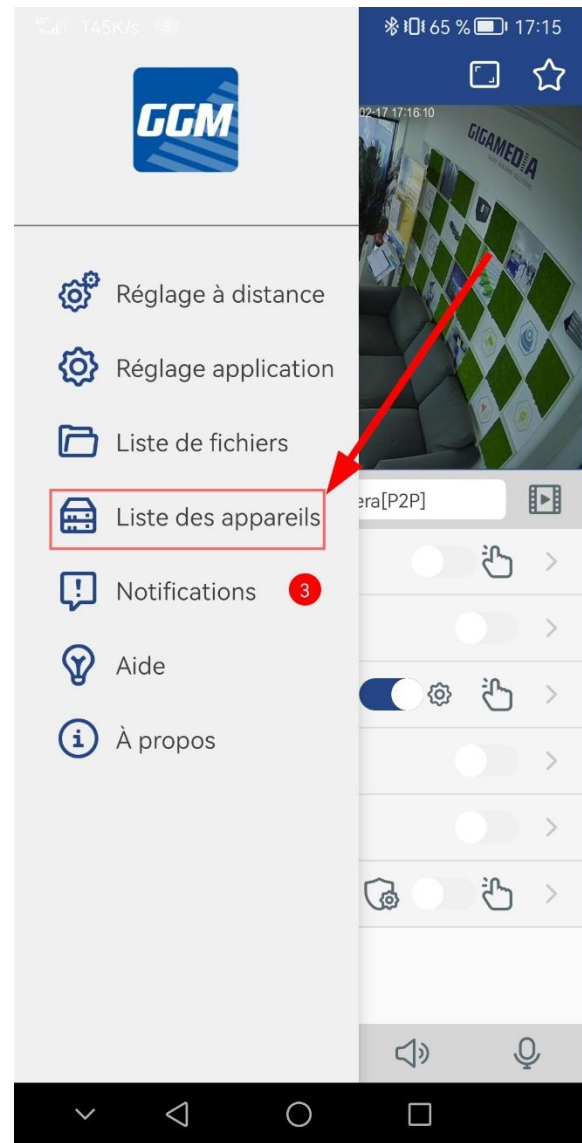 145K/s
3
65 %
17:15
GGM
02-17 17:16:10
GIGAMEDIA
Réglage à distance
Réglage application
Liste de fichiers
Liste des appareils
era[P2P]
Notifications 3
Aide
À propos